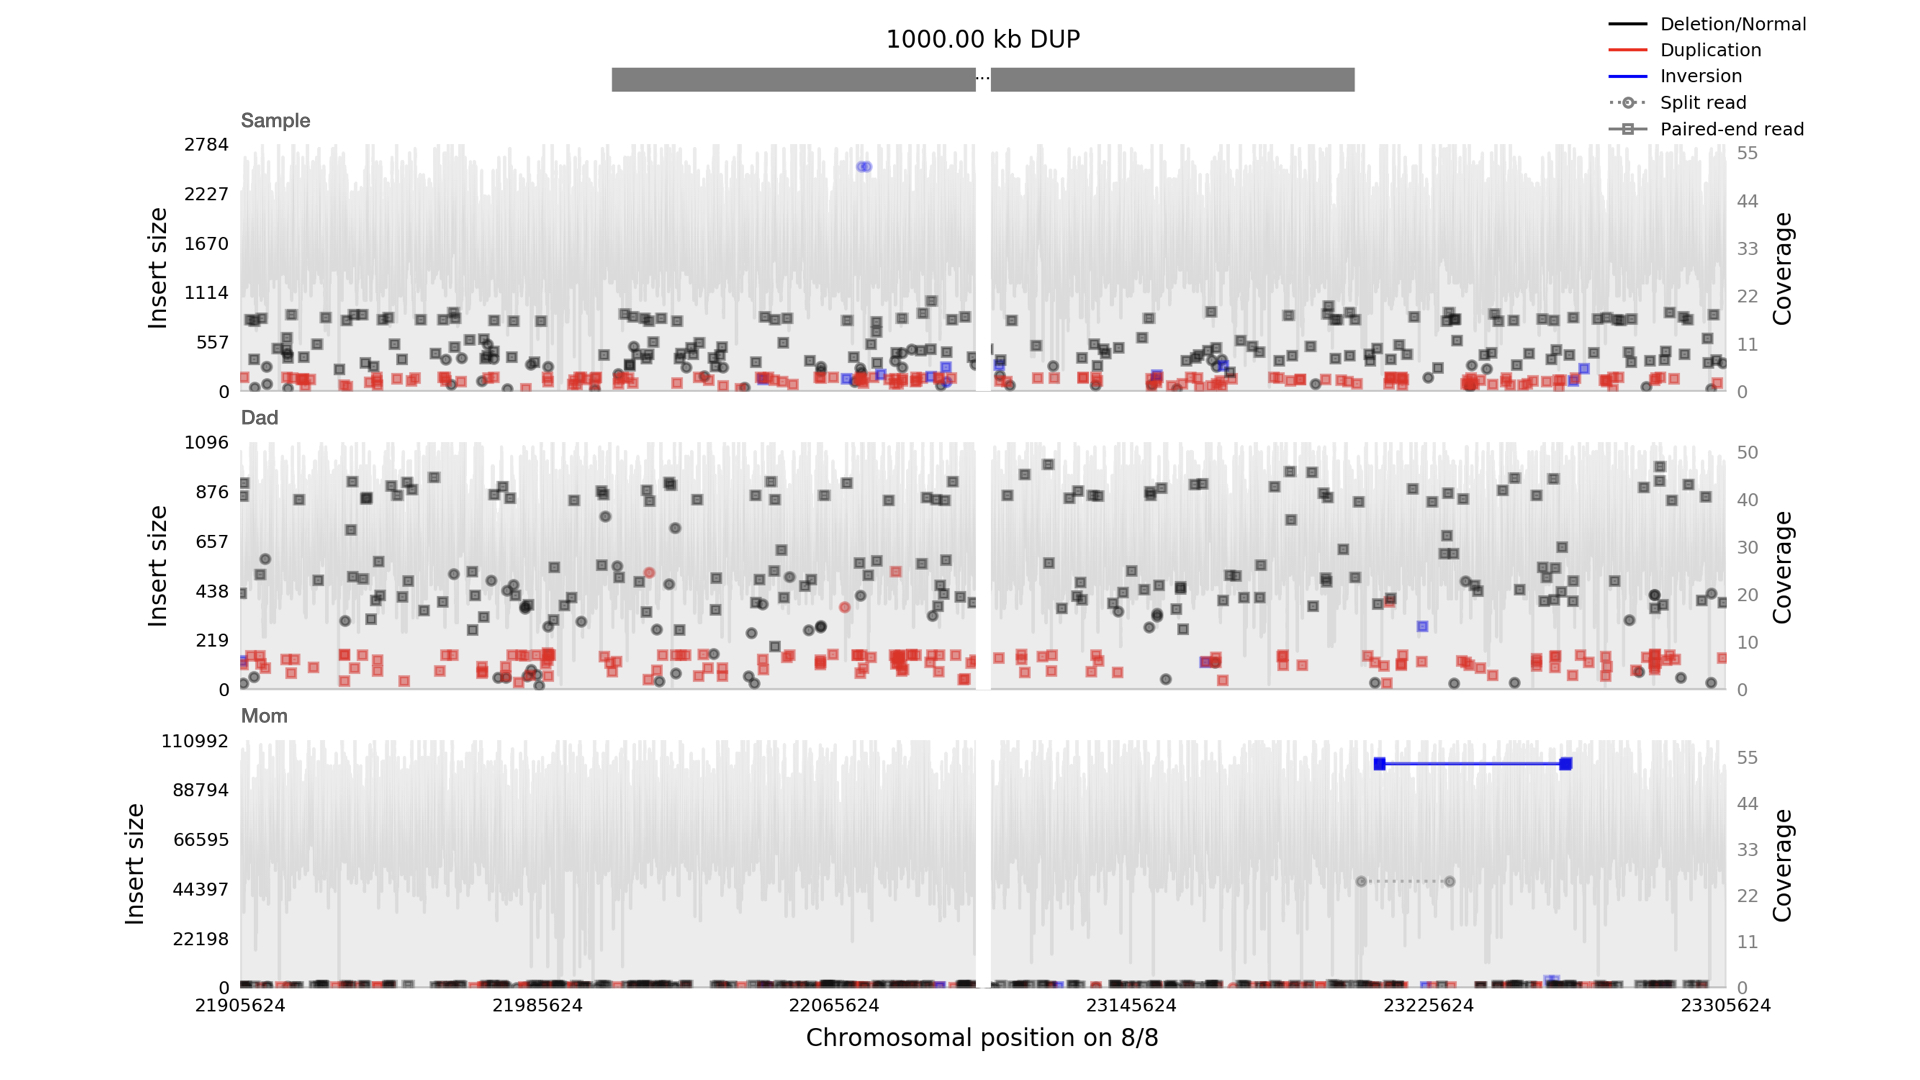 1000.00 kb DUP
...
Deletion/Normal
Duplication
Inversion
Split read
Paired-end read
Sample
2784
2227
1670
1114
557
0
Insert size
55
44
33
22
11
0
Coverage
Dad
1096
876
657
438
219
0
Insert size
50
40
30
20
10
0
Coverage
Mom
110992
88794
66595
44397
22198
0
Insert size
55
44
33
22
11
0
Coverage
21905624 21985624 22065624 23145624 23225624 23305624
Chromosomal position on 8/8